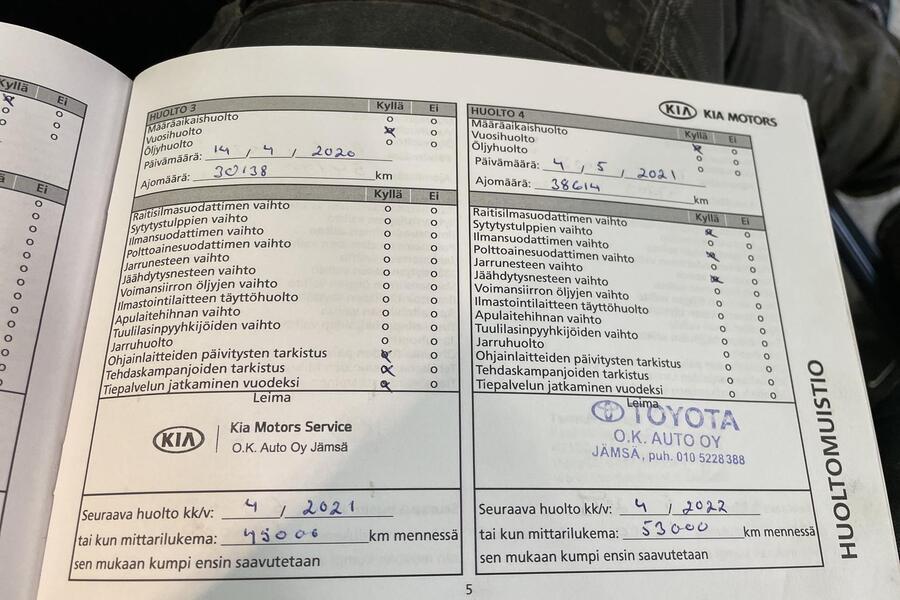 Kyllä
Ei
Ei
HUOLTO 3 Kyllä Ei
Määräaikaishuolto
Vuosihuolto
Öljyhuolto
Päivämäärä: 14 , 4 , 2020
Ajomäärä: 30138 km
Kyllä Ei
Raitisilmasuodattimen vaihto
Sytytystulppien vaihto
Ilmansuodattimen vaihto
Polttoainesuodattimen vaihto
Jarrunesteen vaihto
Jäähdytysnesteen vaihto
Voimansiirron öljyjen vaihto
Ilmastointilaitteen täyttöhuolto
Apulaitehihnan vaihto
Tuulilasinpyyhkijöiden vaihto
Jarruhuolto
Ohjainlaitteiden päivitysten tarkistus
Tehdaskampanjoiden tarkistus
Tiepalvelun jatkaminen vuodeksi
Leima
KIA Kia Motors Service
O.K. Auto Oy Jämsä
Seuraava huolto kk/v: 4 / 2021
tai kun mittarilukema: 45000 km mennessä
sen mukaan kumpi ensin saavutetaan
KIA KIA MOTORS
HUOLTO 4 Kyllä Ei
Määräaikaishuolto
Vuosihuolto
Öljyhuolto
Päivämäärä: 4 , 5 , 2021
Ajomäärä: 38614 km
Kyllä Ei
Raitisilmasuodattimen vaihto
Sytytystulppien vaihto
Ilmansuodattimen vaihto
Polttoainesuodattimen vaihto
Jarrunesteen vaihto
Jäähdytysnesteen vaihto
Voimansiirron öljyjen vaihto
Ilmastointilaitteen täyttöhuolto
Apulaitehihnan vaihto
Tuulilasinpyyhkijöiden vaihto
Jarruhuolto
Ohjainlaitteiden päivitysten tarkistus
Tehdaskampanjoiden tarkistus
Tiepalvelun jatkaminen vuodeksi
Leima
TOYOTA
O.K. AUTO OY
JÄMSÄ, puh. 010 5228388
Seuraava huolto kk/v: 4 / 2022
tai kun mittarilukema: 53000 km mennessä
sen mukaan kumpi ensin saavutetaan
HUOLTOMUISTIO
5